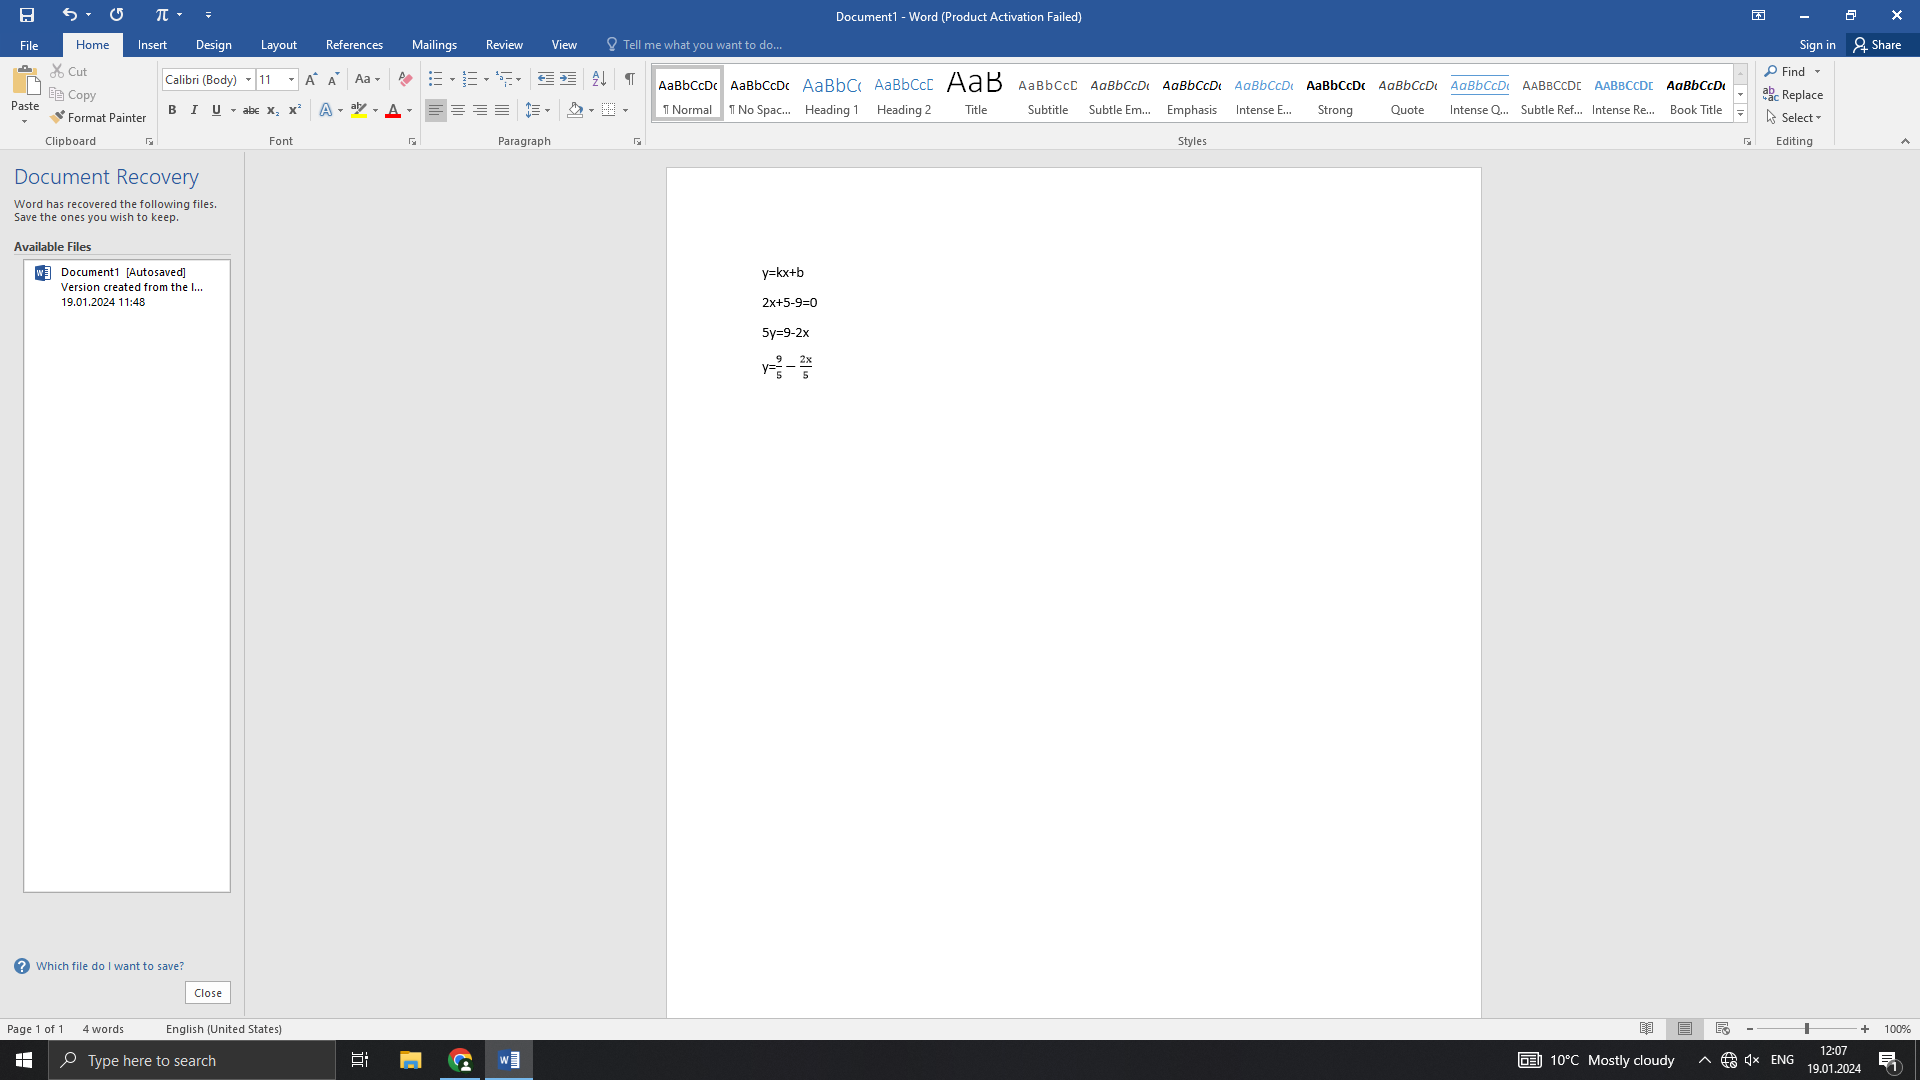 Document1 - Word (Product Activation Failed)
File Home Insert Design Layout References Mailings Review View Tell me what you want to do... Sign in Share
Paste
Cut
Copy
Format Painter
Clipboard
Calibri (Body) 11
Font
Paragraph
AaBbCcDc AaBbCcDc AaBbCc AaBbCcD AaB AaBbCcD AaBbCcDc AaBbCcDc AaBbCcDc AaBbCcDc AaBbCcDc AaBbCcDc AaBbCcDc AaBbCcDc AaBbCcDc
¶ Normal ¶ No Spac... Heading 1 Heading 2 Title Subtitle Subtle Em... Emphasis Intense E... Strong Quote Intense Q... Subtle Ref... Intense Re... Book Title
Styles
Find
Replace
Select
Editing
Document Recovery
Word has recovered the following files.
Save the ones you wish to keep.
Available Files
Document1 [Autosaved]
Version created from the l...
19.01.2024 11:48
Which file do I want to save?
Close
y=kx+b
2x+5-9=0
5y=9-2x
y=9/5 − 2x/5
Page 1 of 1 4 words English (United States) 100%
Type here to search
10°C Mostly cloudy
ENG
12:07
19.01.2024
1